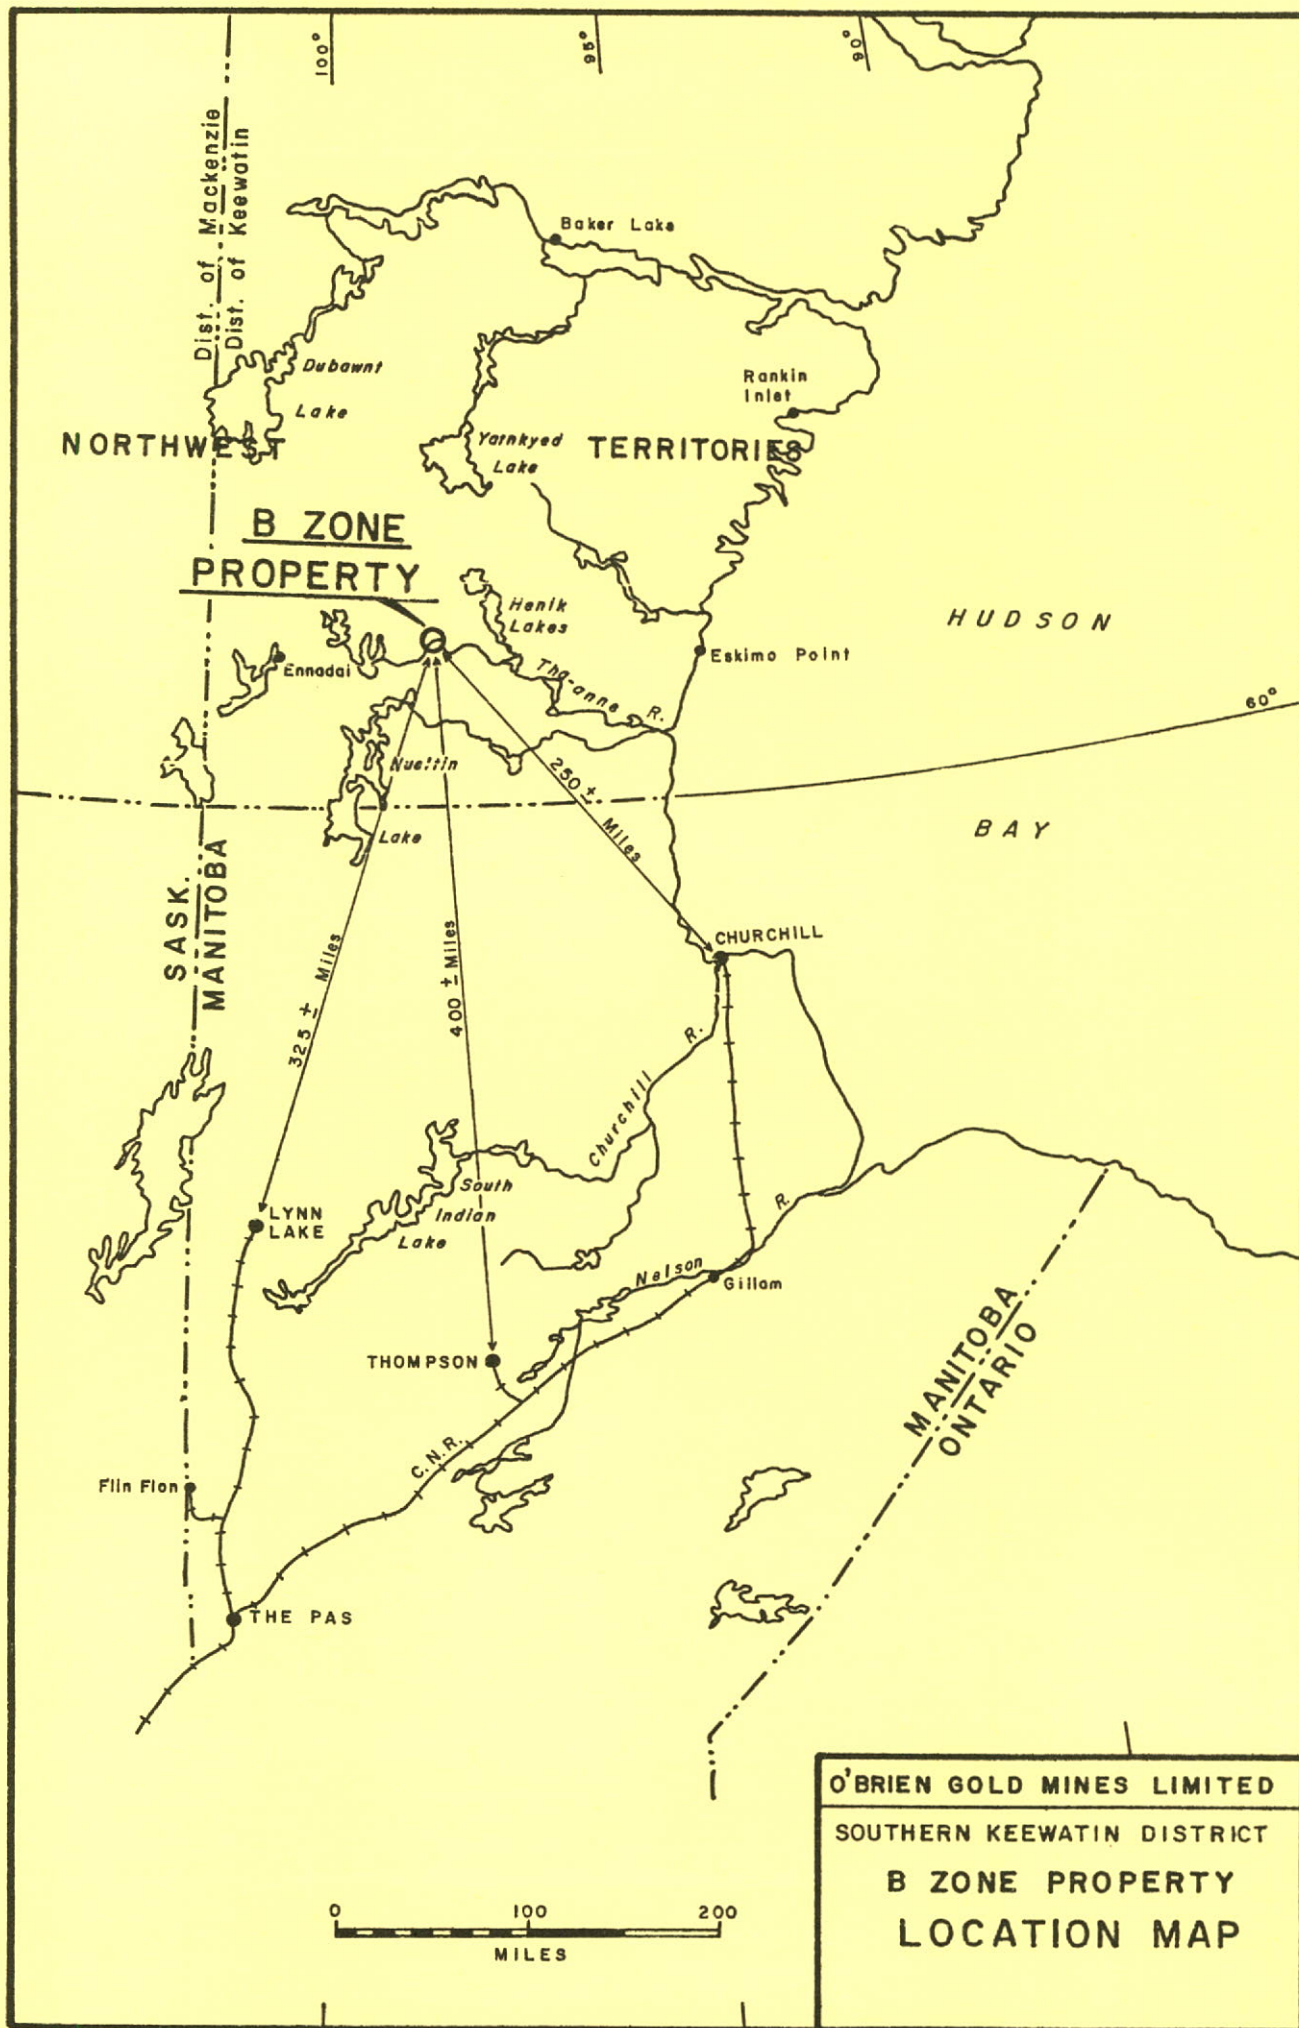 100°
95°
90°
Dist. of Mackenzie
Dist. of Keewatin
Baker Lake
Dubawnt
Lake
Rankin
Inlet
NORTHWEST TERRITORIES
Yathkyed
Lake
B ZONE
PROPERTY
Henik
Lakes
HUDSON
Ennadai
Tha-anne R.
Eskimo Point
60°
Nueltin
Lake
250 ± Miles
BAY
SASK.
MANITOBA
325 ± Miles
400 ± Miles
CHURCHILL
Churchill R.
South
Indian
Lake
LYNN
LAKE
Nelson R.
Gillam
THOMPSON
MANITOBA
ONTARIO
C.N.R.
Flin Flon
THE PAS
O'BRIEN GOLD MINES LIMITED
SOUTHERN KEEWATIN DISTRICT
B ZONE PROPERTY
LOCATION MAP
0 100 200
MILES